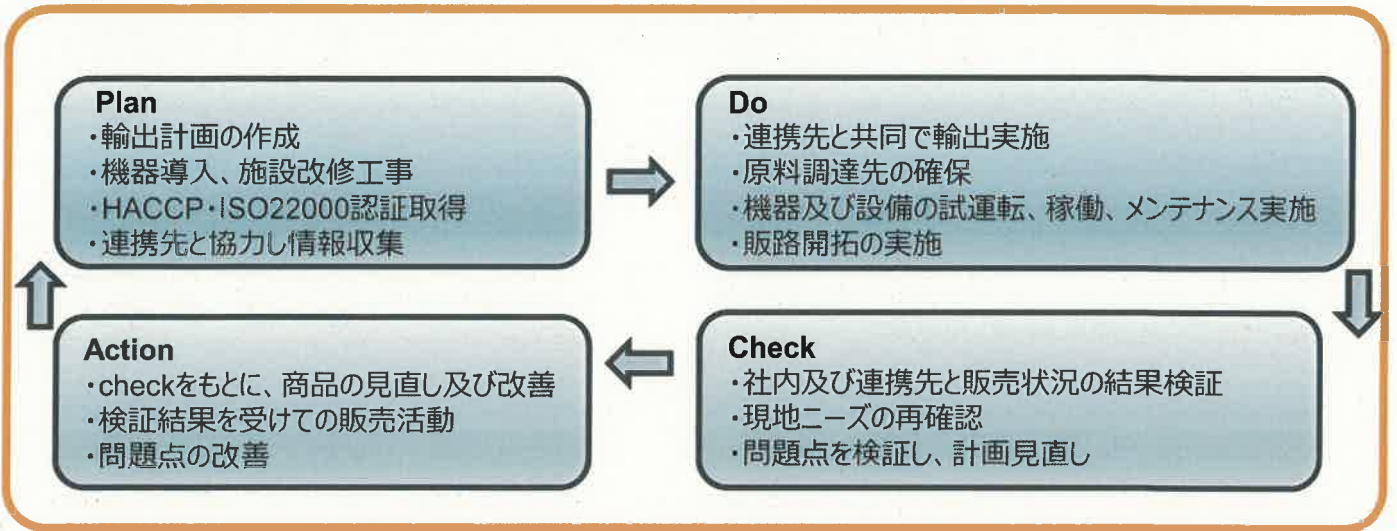 Plan
・輸出計画の作成
・機器導入、施設改修工事
・HACCP・ISO22000認証取得
・連携先と協力し情報収集
Do
・連携先と共同で輸出実施
・原料調達先の確保
・機器及び設備の試運転、稼働、メンテナンス実施
・販路開拓の実施
Check
・社内及び連携先と販売状況の結果検証
・現地ニーズの再確認
・問題点を検証し、計画見直し
Action
・checkをもとに、商品の見直し及び改善
・検証結果を受けての販売活動
・問題点の改善